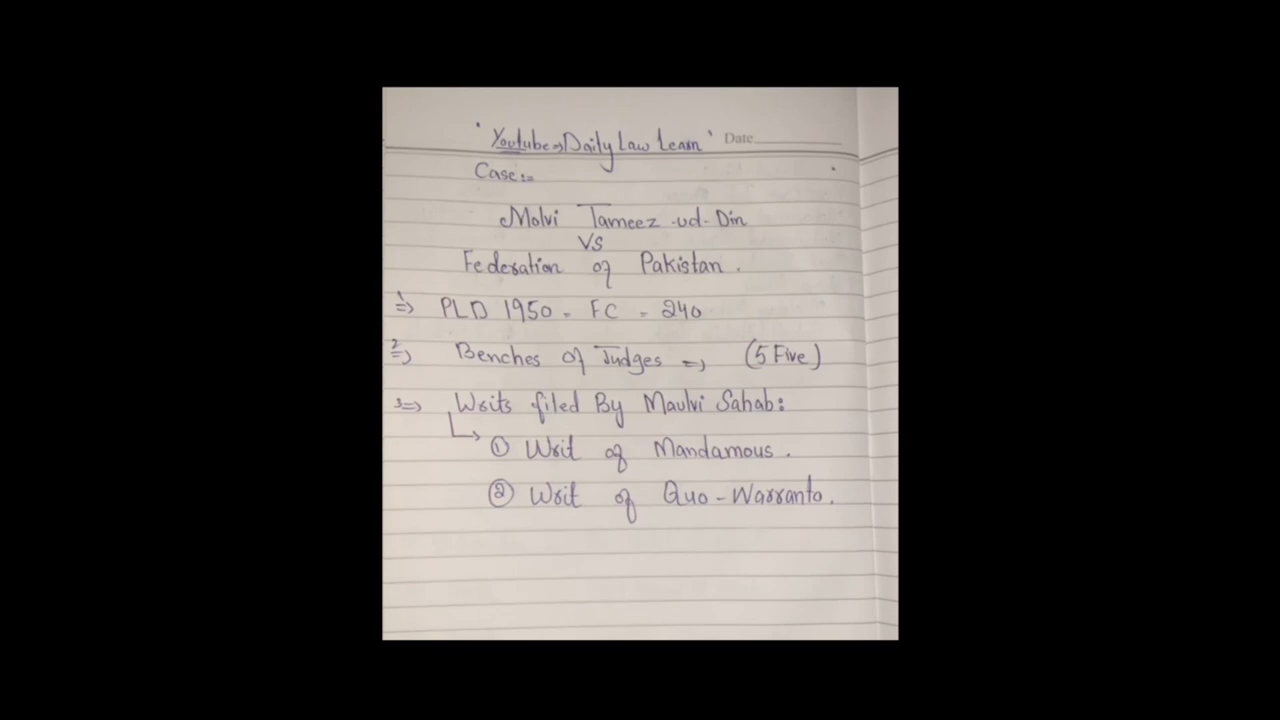 "Youtube⇒Daily Law Learn" Date
Case:=
Molvi Tameez-ud-Din
VS
Federation of Pakistan.
1⇒ PLD 1950 - FC - 240
2⇒ Benches of Judges ⇒ (5 Five)
3⇒ Writs filed By Maulvi Sahab:
↳ ① Writ of Mandamous.
② Writ of Quo-Warranto.